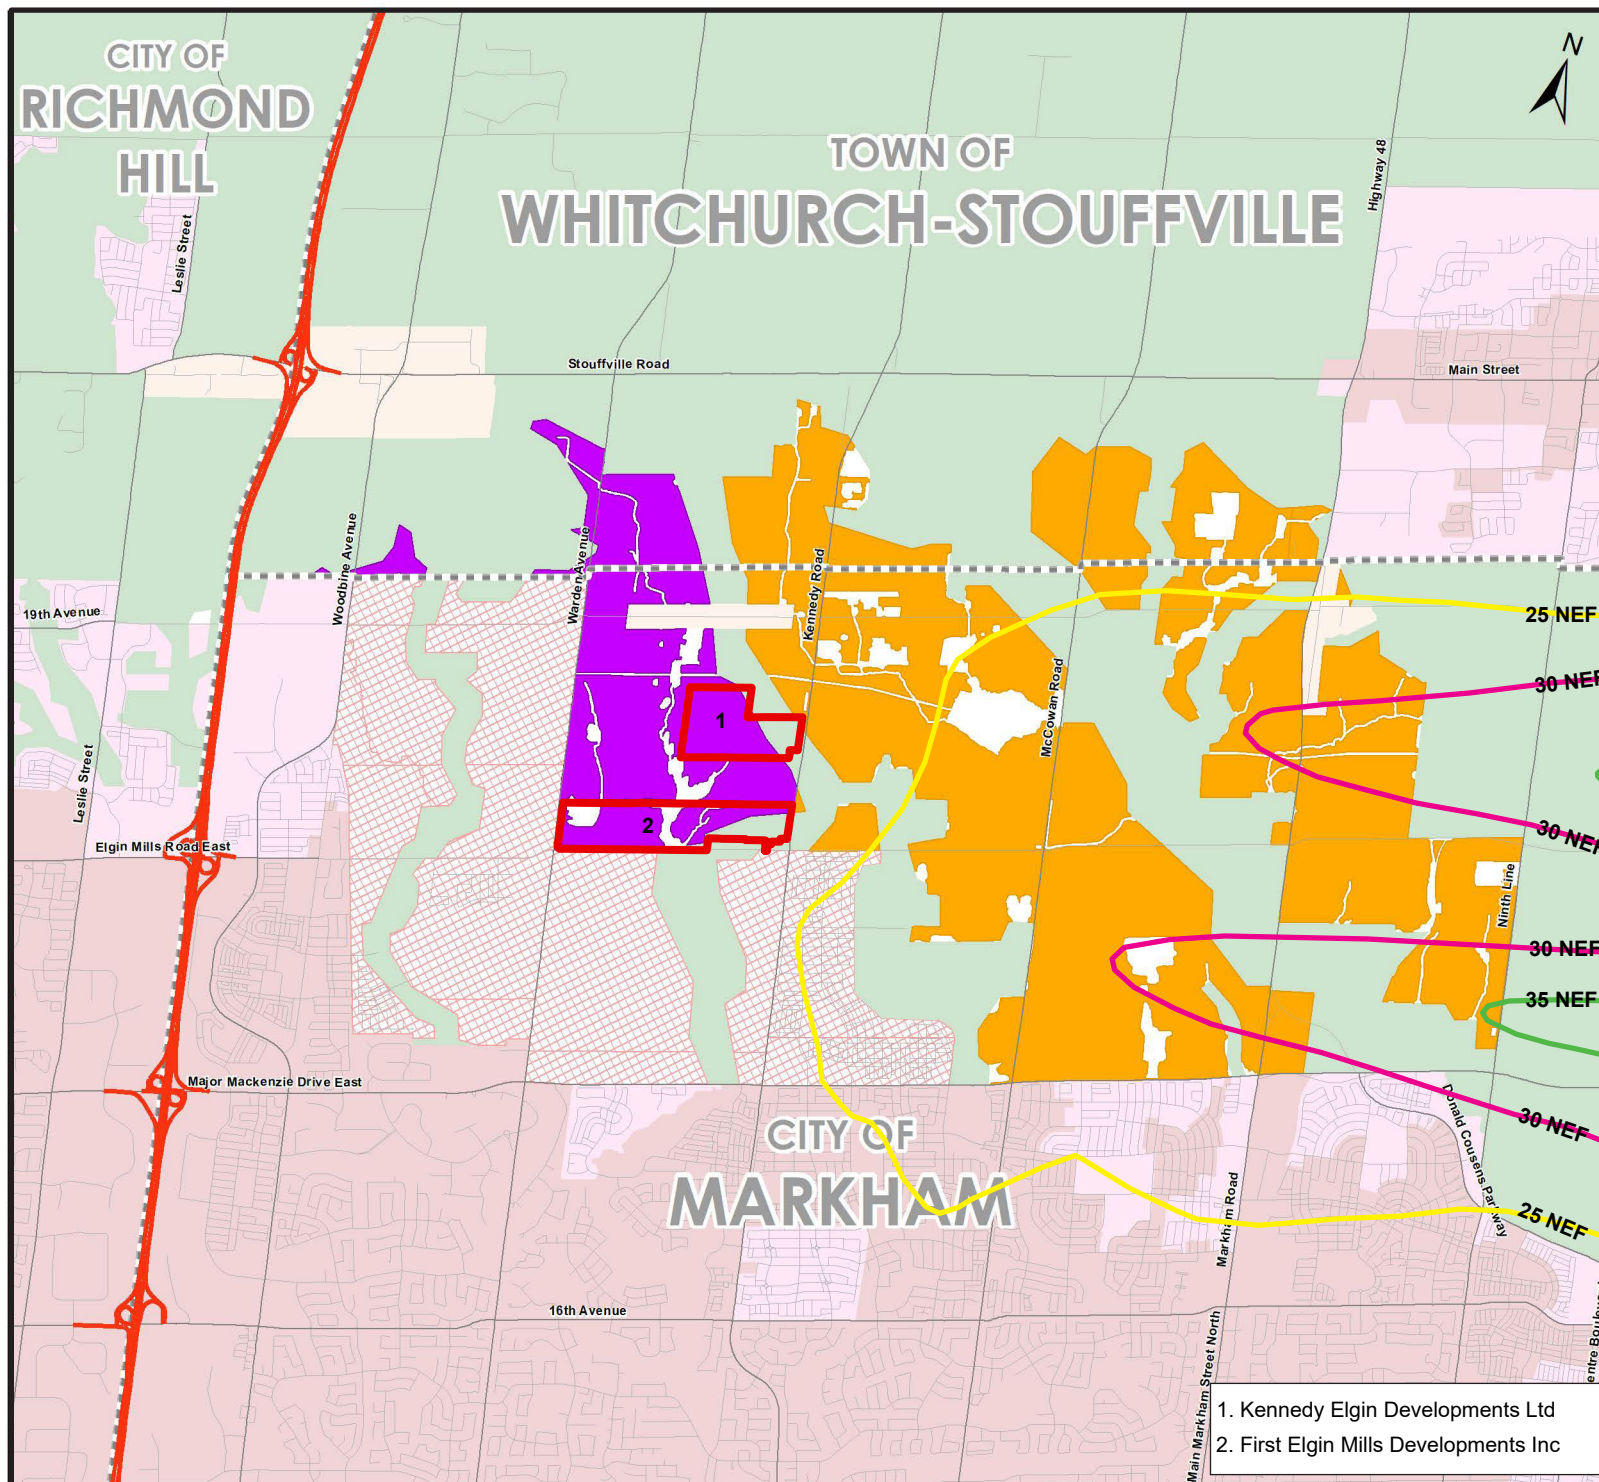 CITY OF
RICHMOND
HILL
N
TOWN OF
WHITCHURCH-STOUFFVILLE
Highway 48
Leslie Street
Stouffville Road
Main Street
Woodbine Avenue
Warden Avenue
Kennedy Road
19th Avenue
25 NEF
30 NEF
McCowan Road
1
Leslie Street
2
Elgin Mills Road East
30 NEF
Ninth Line
30 NEF
35 NEF
Major Mackenzie Drive East
Donald Cousens Parkway
30 NEF
CITY OF
MARKHAM
Markham Road
25 NEF
16th Avenue
Main Markham Street North
entre Boulev
1. Kennedy Elgin Developments Ltd
2. First Elgin Mills Developments Inc